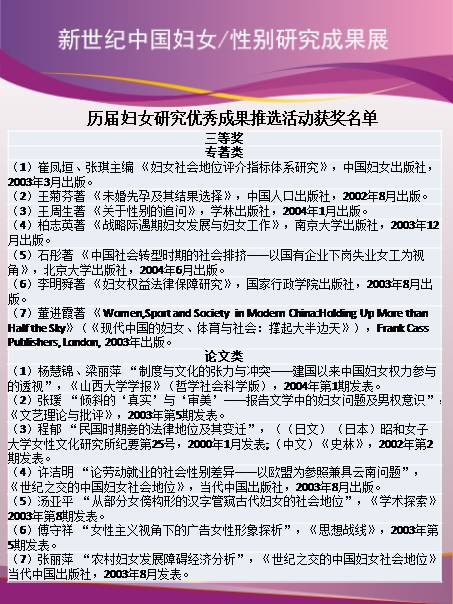 新世纪中国妇女/性别研究成果展
历届妇女研究优秀成果推选活动获奖名单
三等奖
专著类
（1）崔凤垣、张琪主编 《妇女社会地位评介指标体系研究》，中国妇女出版社，
2003年3月出版。
（2）王菊芬著 《未婚先孕及其结果选择》，中国人口出版社，2002年8月出版。
（3）王周生著 《关于性别的追问》，学林出版社，2004年1月出版。
（4）柏志英著 《战略际遇期妇女发展与妇女工作》，南京大学出版社，2003年12
月出版。
（5）石彤著 《中国社会转型时期的社会排挤——以国有企业下岗失业女工为视
角》，北京大学出版社，2004年6月出版。
（6）李明舜著 《妇女权益法律保障研究》，国家行政学院出版社，2003年8月出
版。
（7）董进霞著 《Women,Sport and Society in Modern China:Holding Up More than
Half the Sky》（《现代中国的妇女、体育与社会：撑起大半边天》），Frank Cass
Publishers, London, 2003年出版。
论文类
（1）杨慧锦、梁丽萍 “制度与文化的张力与冲突——建国以来中国妇女权力参与
的透视”，《山西大学学报》（哲学社会科学版），2004年第1期发表。
（2）张瑷 “倾斜的‘真实’与‘审美’——报告文学中的妇女问题及男权意识”，
《文艺理论与批评》，2003年第5期发表。
（3）程郁 “民国时期妾的法律地位及其变迁”，（（日文）（日本）昭和女子
大学女性文化研究所纪要第25号，2000年1月发表；（中文）《史林》，2002年第2
期发表。
（4）许洁明 “论劳动就业的社会性别差异——以欧盟为参照兼具云南问题”，
《世纪之交的中国妇女社会地位》，当代中国出版社，2003年8月出版。
（5）汤亚平 “从部分女傍构形的汉字管窥古代妇女的社会地位”，《学术探索》
2003年第8期发表。
（6）傅守祥 “女性主义视角下的广告女性形象探析”，《思想战线》，2003年第
5期发表。
（7）张丽萍 “农村妇女发展障碍经济分析”，《世纪之交的中国妇女社会地位》
当代中国出版社，2003年8月发表。